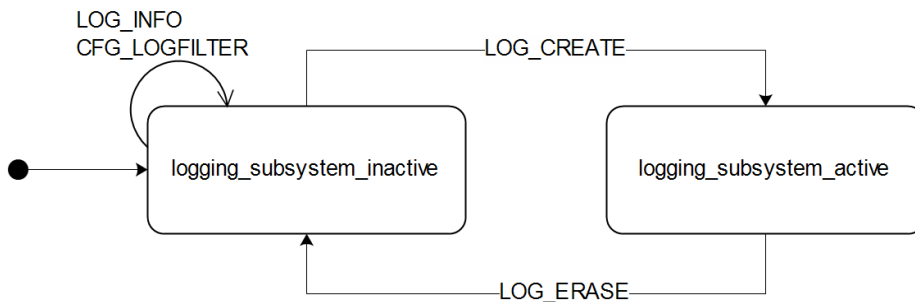 LOG_INFO
CFG_LOGFILTER
LOG_CREATE
logging_subsystem_inactive
logging_subsystem_active
LOG_ERASE